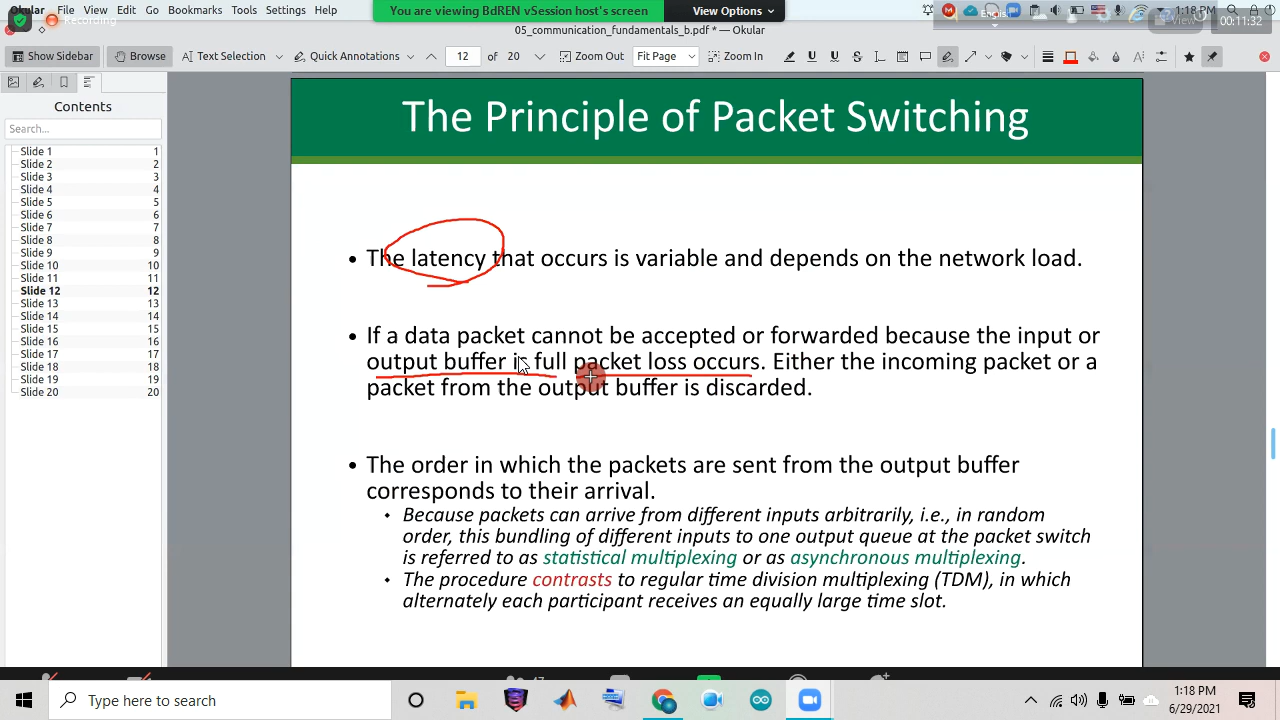 Okular File View Edit Go Bookmarks Tools Settings Help
You are viewing BdREN vSession host's screen
View Options
English
1:18 PM
Recording
View
00:11:32
05_communication_fundamentals_b.pdf * — Okular
Show Sidebar Browse Text Selection Quick Annotations 12 of 20 Zoom Out Fit Page Zoom In
Contents
Search...
Slide 1 1
Slide 2 2
Slide 3 3
Slide 4 4
Slide 5 5
Slide 6 6
Slide 7 7
Slide 8 8
Slide 9 9
Slide 10 10
Slide 11 11
Slide 12 12
Slide 13 13
Slide 14 14
Slide 15 15
Slide 16 16
Slide 17 17
Slide 18 18
Slide 19 19
Slide 20 20
The Principle of Packet Switching
• The latency that occurs is variable and depends on the network load.
• If a data packet cannot be accepted or forwarded because the input or
output buffer is full packet loss occurs. Either the incoming packet or a
packet from the output buffer is discarded.
• The order in which the packets are sent from the output buffer
corresponds to their arrival.
Because packets can arrive from different inputs arbitrarily, i.e., in random
order, this bundling of different inputs to one output queue at the packet switch
is referred to as statistical multiplexing or as asynchronous multiplexing.
The procedure contrasts to regular time division multiplexing (TDM), in which
alternately each participant receives an equally large time slot.
Type here to search
1:18 PM
6/29/2021